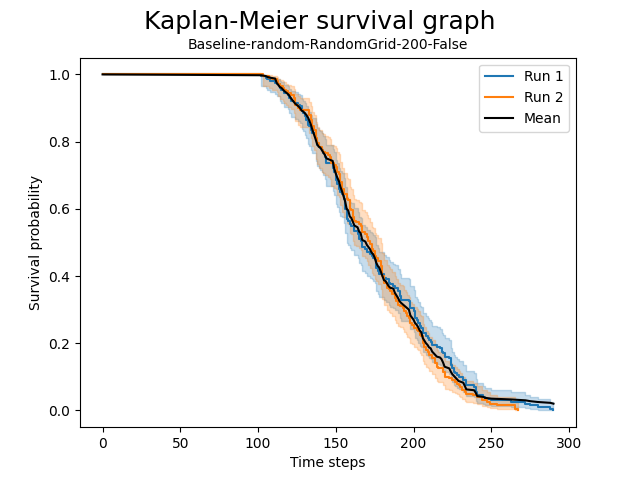 Kaplan-Meier survival graph
Baseline-random-RandomGrid-200-False
Run 1
Run 2
Mean
Survival probability
1.0
0.8
0.6
0.4
0.2
0.0
0 50 100 150 200 250 300
Time steps